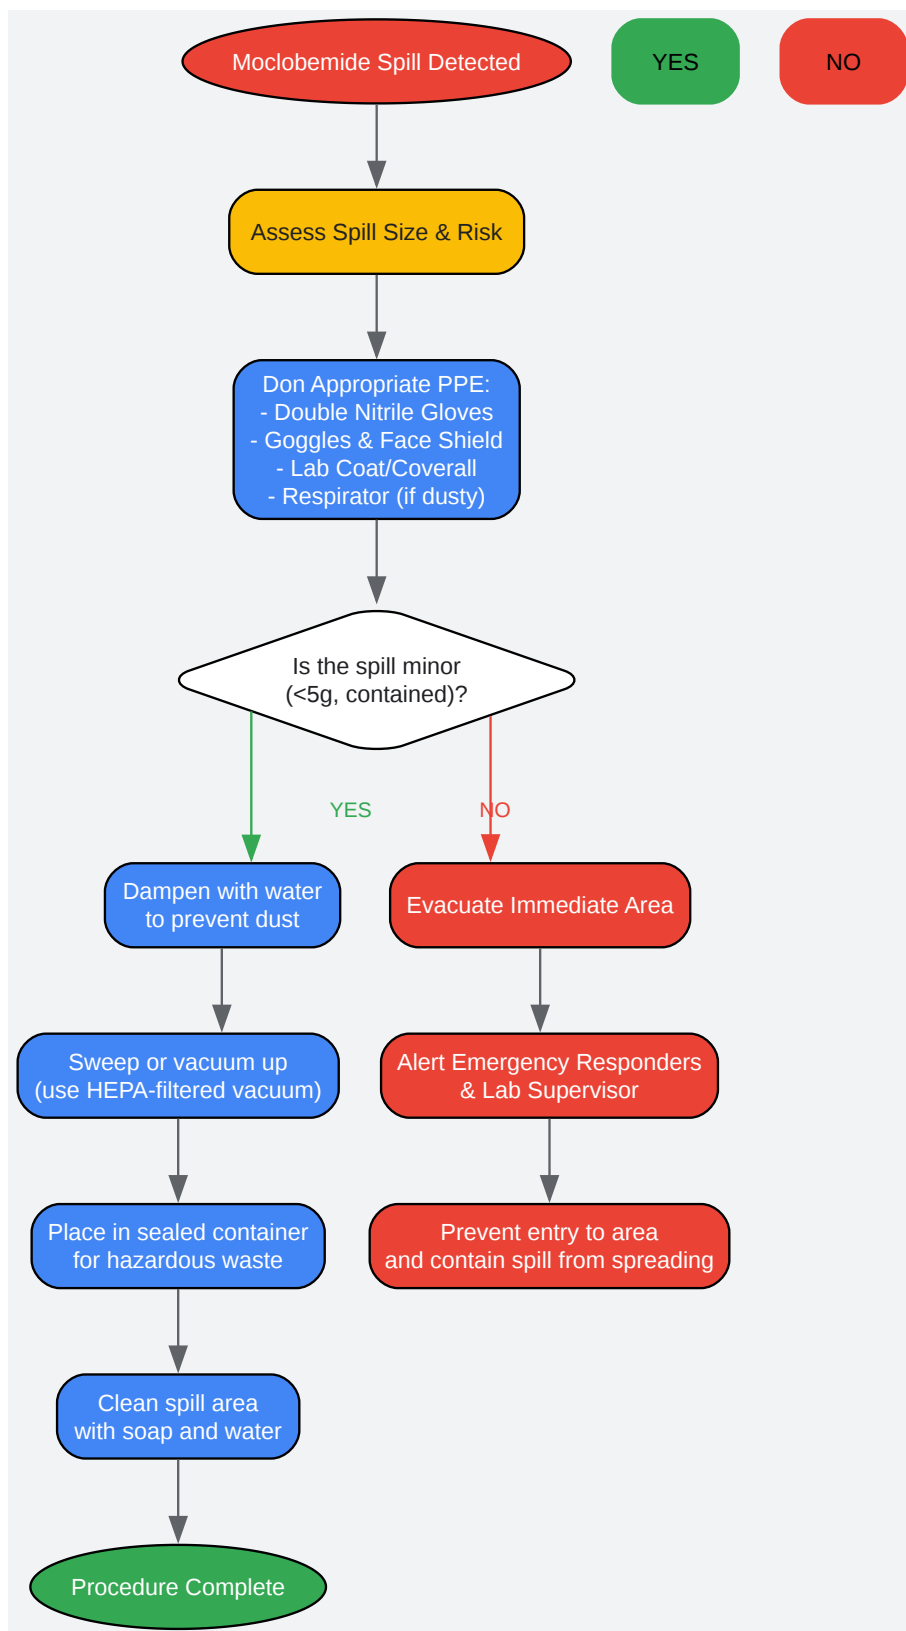 Moclobemide Spill Detected
YES
NO
Assess Spill Size & Risk
Don Appropriate PPE:
- Double Nitrile Gloves
- Goggles & Face Shield
- Lab Coat/Coverall
- Respirator (if dusty)
Is the spill minor
(<5g, contained)?
YES
NO
Dampen with water
to prevent dust
Evacuate Immediate Area
Sweep or vacuum up
(use HEPA-filtered vacuum)
Alert Emergency Responders
& Lab Supervisor
Place in sealed container
for hazardous waste
Prevent entry to area
and contain spill from spreading
Clean spill area
with soap and water
Procedure Complete